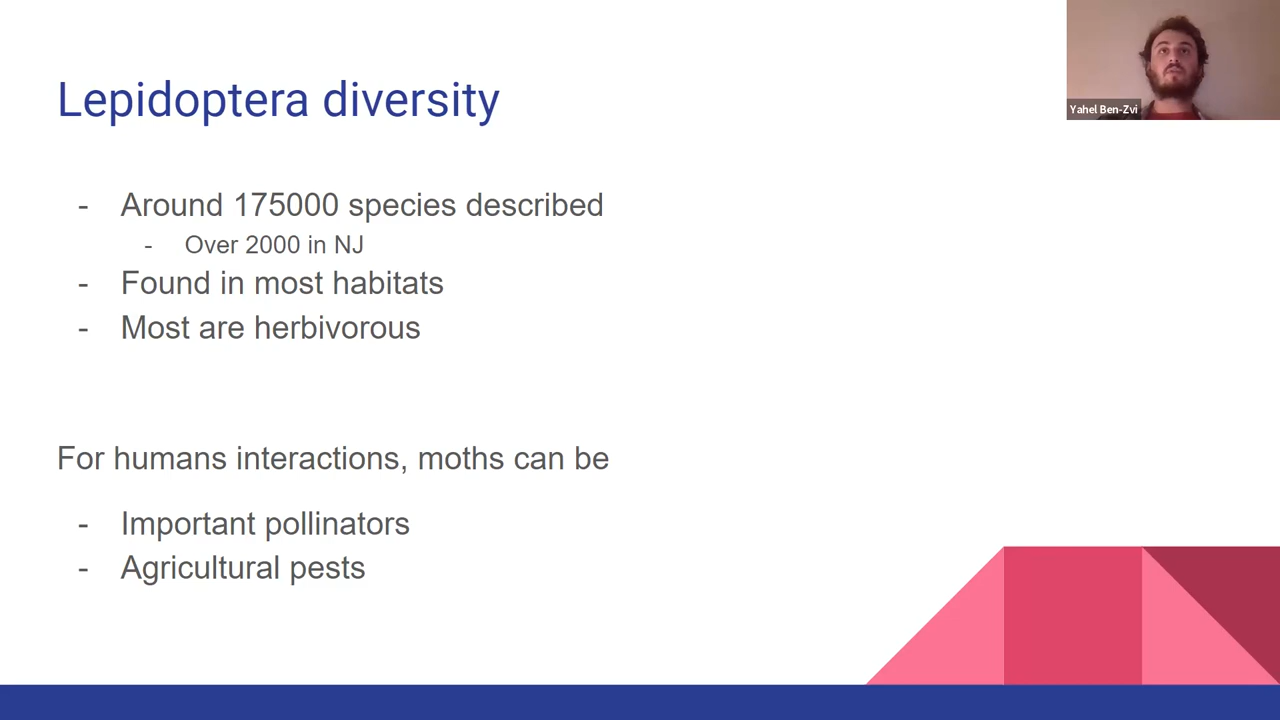 Lepidoptera diversity
Yahel Ben-Zvi
- Around 175000 species described
- Over 2000 in NJ
- Found in most habitats
- Most are herbivorous
For humans interactions, moths can be
- Important pollinators
- Agricultural pests